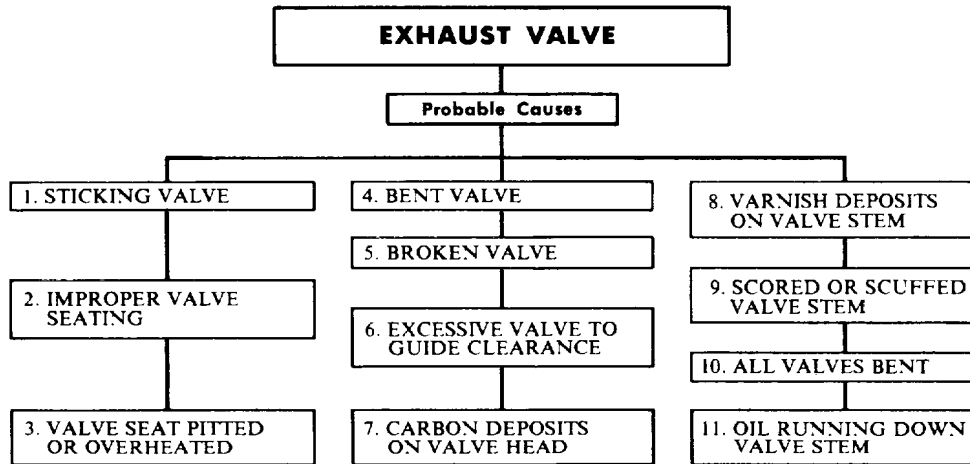 EXHAUST VALVE
Probable Causes
1. STICKING VALVE
2. IMPROPER VALVE
SEATING
3. VALVE SEAT PITTED
OR OVERHEATED
4. BENT VALVE
5. BROKEN VALVE
6. EXCESSIVE VALVE TO
GUIDE CLEARANCE
7. CARBON DEPOSITS
ON VALVE HEAD
8. VARNISH DEPOSITS
ON VALVE STEM
9. SCORED OR SCUFFED
VALVE STEM
10. ALL VALVES BENT
11. OIL RUNNING DOWN
VALVE STEM